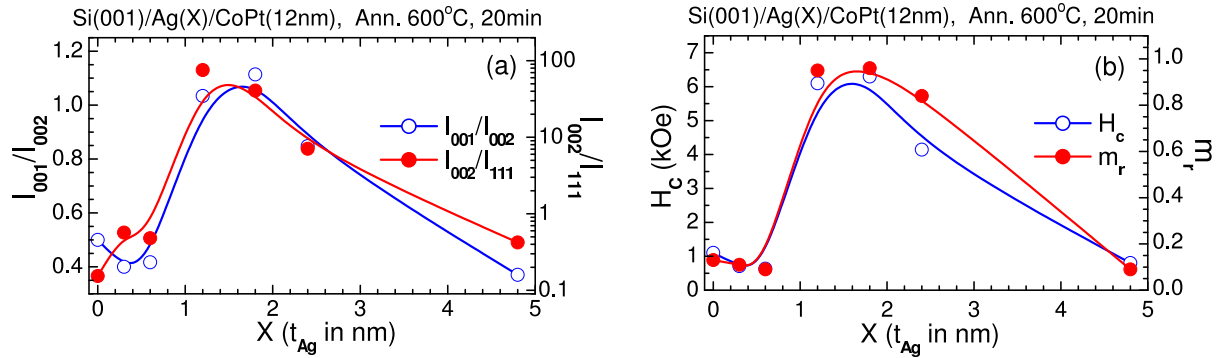 Si(001)/Ag(X)/CoPt(12nm), Ann. 600°C, 20min
(a)
I001/I002
1.2
1.0
0.8
0.6
0.4
I001/I002
I002/I111
100
10
1
0.1
I002/I111
0 1 2 3 4 5
X (tAg in nm)
Si(001)/Ag(X)/CoPt(12nm), Ann. 600°C, 20min
(b)
Hc (kOe)
7
6
5
4
3
2
1
0
Hc
mr
1.0
0.8
0.6
0.4
0.2
0.0
mr
0 1 2 3 4 5
X (tAg in nm)